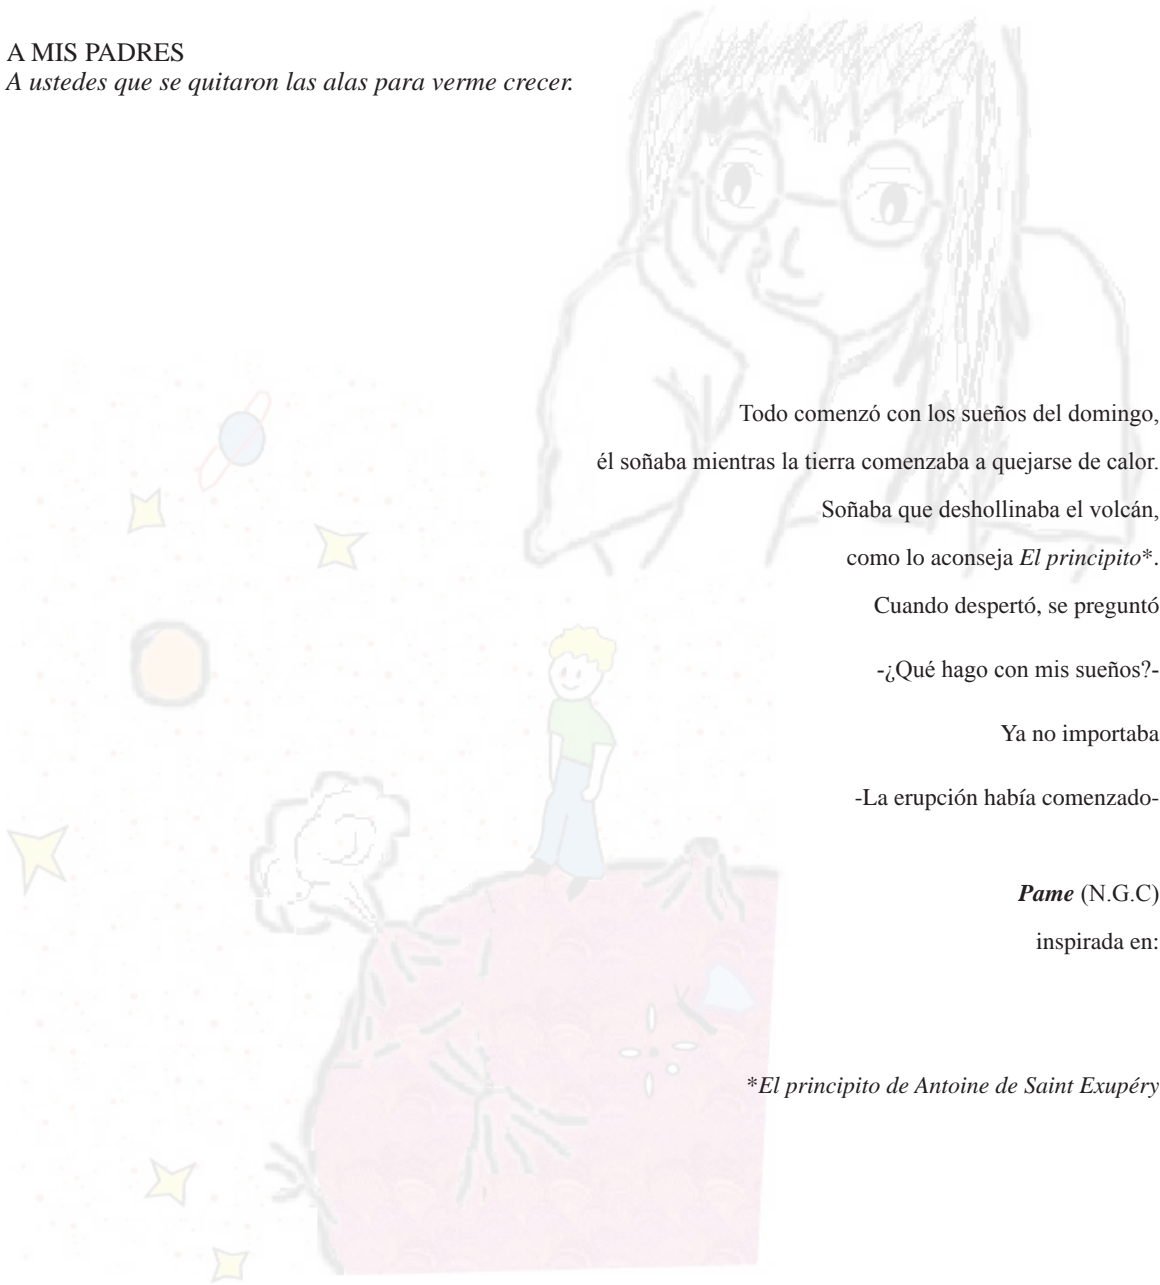 A MIS PADRES
A ustedes que se quitaron las alas para verme crecer.
Todo comenzó con los sueños del domingo,
él soñaba mientras la tierra comenzaba a quejarse de calor.
Soñaba que deshollinaba el volcán,
como lo aconseja El principito*.
Cuando despertó, se preguntó
-¿Qué hago con mis sueños?-
Ya no importaba
-La erupción había comenzado-
Pame (N.G.C)
inspirada en:
*El principito de Antoine de Saint Exupéry